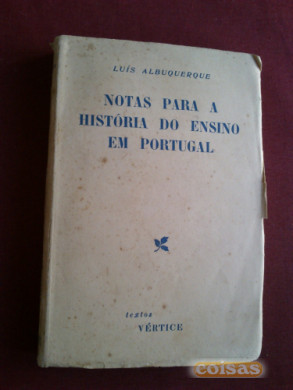 LUÍS ALBUQUERQUE
NOTAS PARA A
HISTÓRIA DO ENSINO
EM PORTUGAL
textos
VÉRTICE
coisas